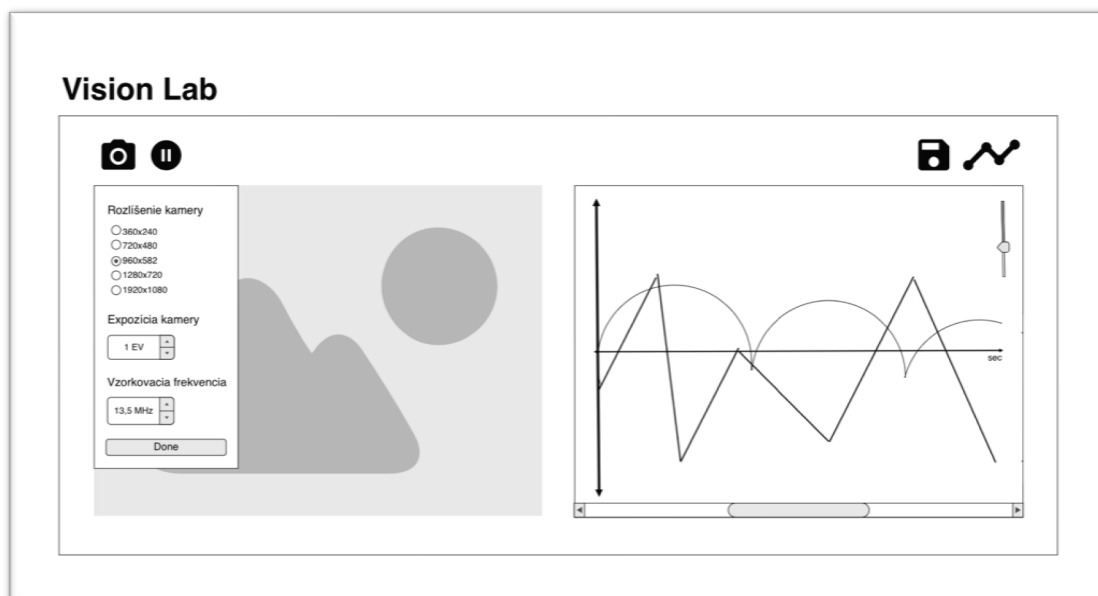 Vision Lab
Rozlíšenie kamery
360x240
720x480
960x582
1280x720
1920x1080
Expozícia kamery
1 EV
Vzorkovacia frekvencia
13,5 MHz
Done
sec